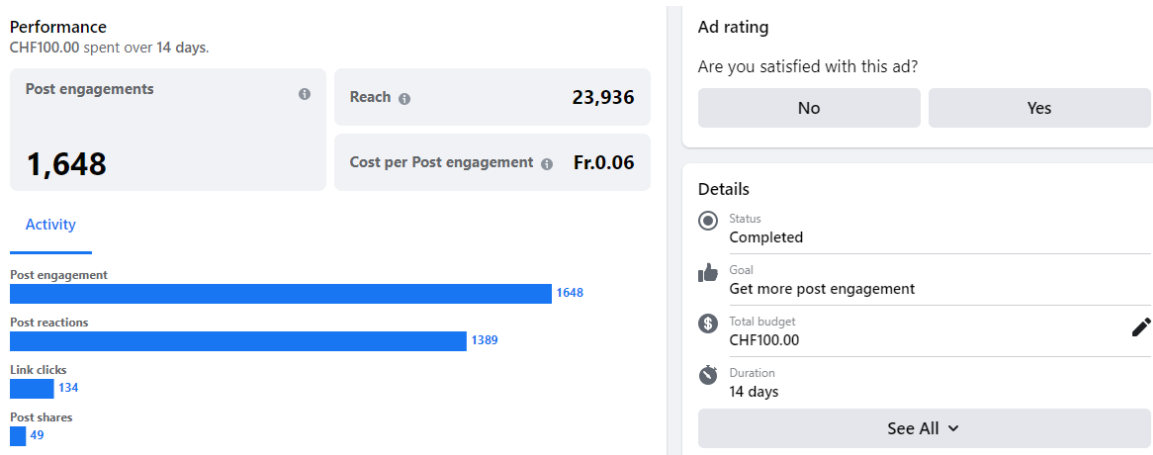 Performance
CHF100.00 spent over 14 days.
Post engagements
1,648
Reach
23,936
Cost per Post engagement
Fr.0.06
Activity
Post engagement
1648
Post reactions
1389
Link clicks
134
Post shares
49
Ad rating
Are you satisfied with this ad?
No
Yes
Details
Status
Completed
Goal
Get more post engagement
Total budget
CHF100.00
Duration
14 days
See All